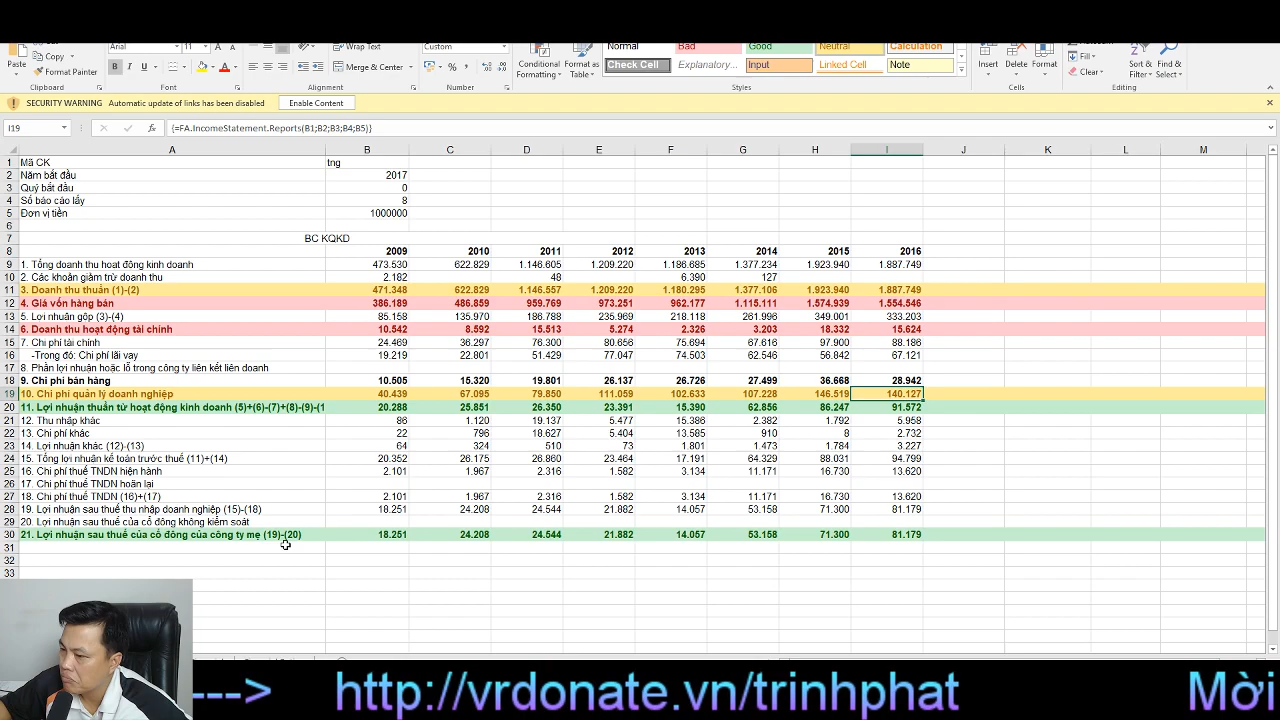 Arial 11 Wrap Text Custom Normal Bad Good Neutral Calculation
Paste Copy Format Painter Merge & Center Conditional Formatting Format as Table Check Cell Explanatory... Input Linked Cell Note Insert Delete Format Fill Clear Sort & Filter Find & Select
Clipboard Font Alignment Number Styles Cells Editing
SECURITY WARNING Automatic update of links has been disabled Enable Content
I19 {=FA.IncomeStatement.Reports(B1;B2;B3;B4;B5)}
A B C D E F G H I J K L M
1 Mã CK tng
2 Năm bắt đầu 2017
3 Quý bắt đầu 0
4 Số báo cáo lấy 8
5 Đơn vị tiền 1000000
6
7 BC KQKD
8 2009 2010 2011 2012 2013 2014 2015 2016
9 1. Tổng doanh thu hoạt động kinh doanh 473.530 622.829 1.146.605 1.209.220 1.186.685 1.377.234 1.923.940 1.887.749
10 2. Các khoản giảm trừ doanh thu 2.182 48 6.390 127
11 3. Doanh thu thuần (1)-(2) 471.348 622.829 1.146.557 1.209.220 1.180.295 1.377.106 1.923.940 1.887.749
12 4. Giá vốn hàng bán 386.189 486.859 959.769 973.251 962.177 1.115.111 1.574.939 1.554.546
13 5. Lợi nhuận gộp (3)-(4) 85.158 135.970 186.788 235.969 218.118 261.996 349.001 333.203
14 6. Doanh thu hoạt động tài chính 10.542 8.592 15.513 5.274 2.326 3.203 18.332 15.624
15 7. Chi phí tài chính 24.469 36.297 76.300 80.656 75.694 67.616 97.900 88.186
16 -Trong đó: Chi phí lãi vay 19.219 22.801 51.429 77.047 74.503 62.546 56.842 67.121
17 8. Phần lợi nhuận hoặc lỗ trong công ty liên kết liên doanh
18 9. Chi phí bán hàng 10.505 15.320 19.801 26.137 26.726 27.499 36.668 28.942
19 10. Chi phí quản lý doanh nghiệp 40.439 67.095 79.850 111.059 102.633 107.228 146.519 140.127
20 11. Lợi nhuận thuần từ hoạt động kinh doanh (5)+(6)-(7)+(8)-(9)-(1 20.288 25.851 26.350 23.391 15.390 62.856 86.247 91.572
21 12. Thu nhập khác 86 1.120 19.137 5.477 15.386 2.382 1.792 5.958
22 13. Chi phí khác 22 796 18.627 5.404 13.585 910 8 2.732
23 14. Lợi nhuận khác (12)-(13) 64 324 510 73 1.801 1.473 1.784 3.227
24 15. Tổng lợi nhuận kế toán trước thuế (11)+(14) 20.352 26.175 26.860 23.464 17.191 64.329 88.031 94.799
25 16. Chi phí thuế TNDN hiện hành 2.101 1.967 2.316 1.582 3.134 11.171 16.730 13.620
26 17. Chi phí thuế TNDN hoãn lại
27 18. Chi phí thuế TNDN (16)+(17) 2.101 1.967 2.316 1.582 3.134 11.171 16.730 13.620
28 19. Lợi nhuận sau thuế thu nhập doanh nghiệp (15)-(18) 18.251 24.208 24.544 21.882 14.057 53.158 71.300 81.179
29 20. Lợi nhuận sau thuế của cổ đông không kiểm soát
30 21. Lợi nhuận sau thuế của cổ đông của công ty mẹ (19)-(20) 18.251 24.208 24.544 21.882 14.057 53.158 71.300 81.179
31
32
33
---> http://vrdonate.vn/trinhphat Mời